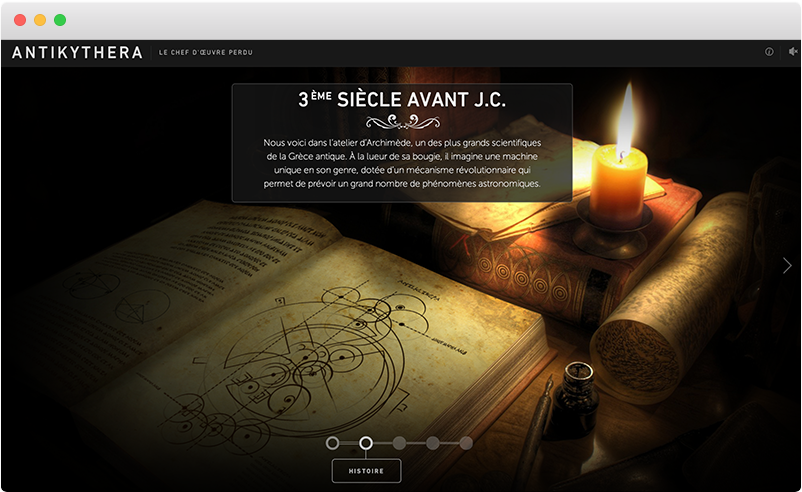 ANTIKYTHERA
LE CHEF D'ŒUVRE PERDU
3ÈME SIÈCLE AVANT J.C.
Nous voici dans l'atelier d'Archimède, un des plus grands scientifiques
de la Grèce antique. À la lueur de sa bougie, il imagine une machine
unique en son genre, dotée d'un mécanisme révolutionnaire qui
permet de prévoir un grand nombre de phénomènes astronomiques.
HISTOIRE